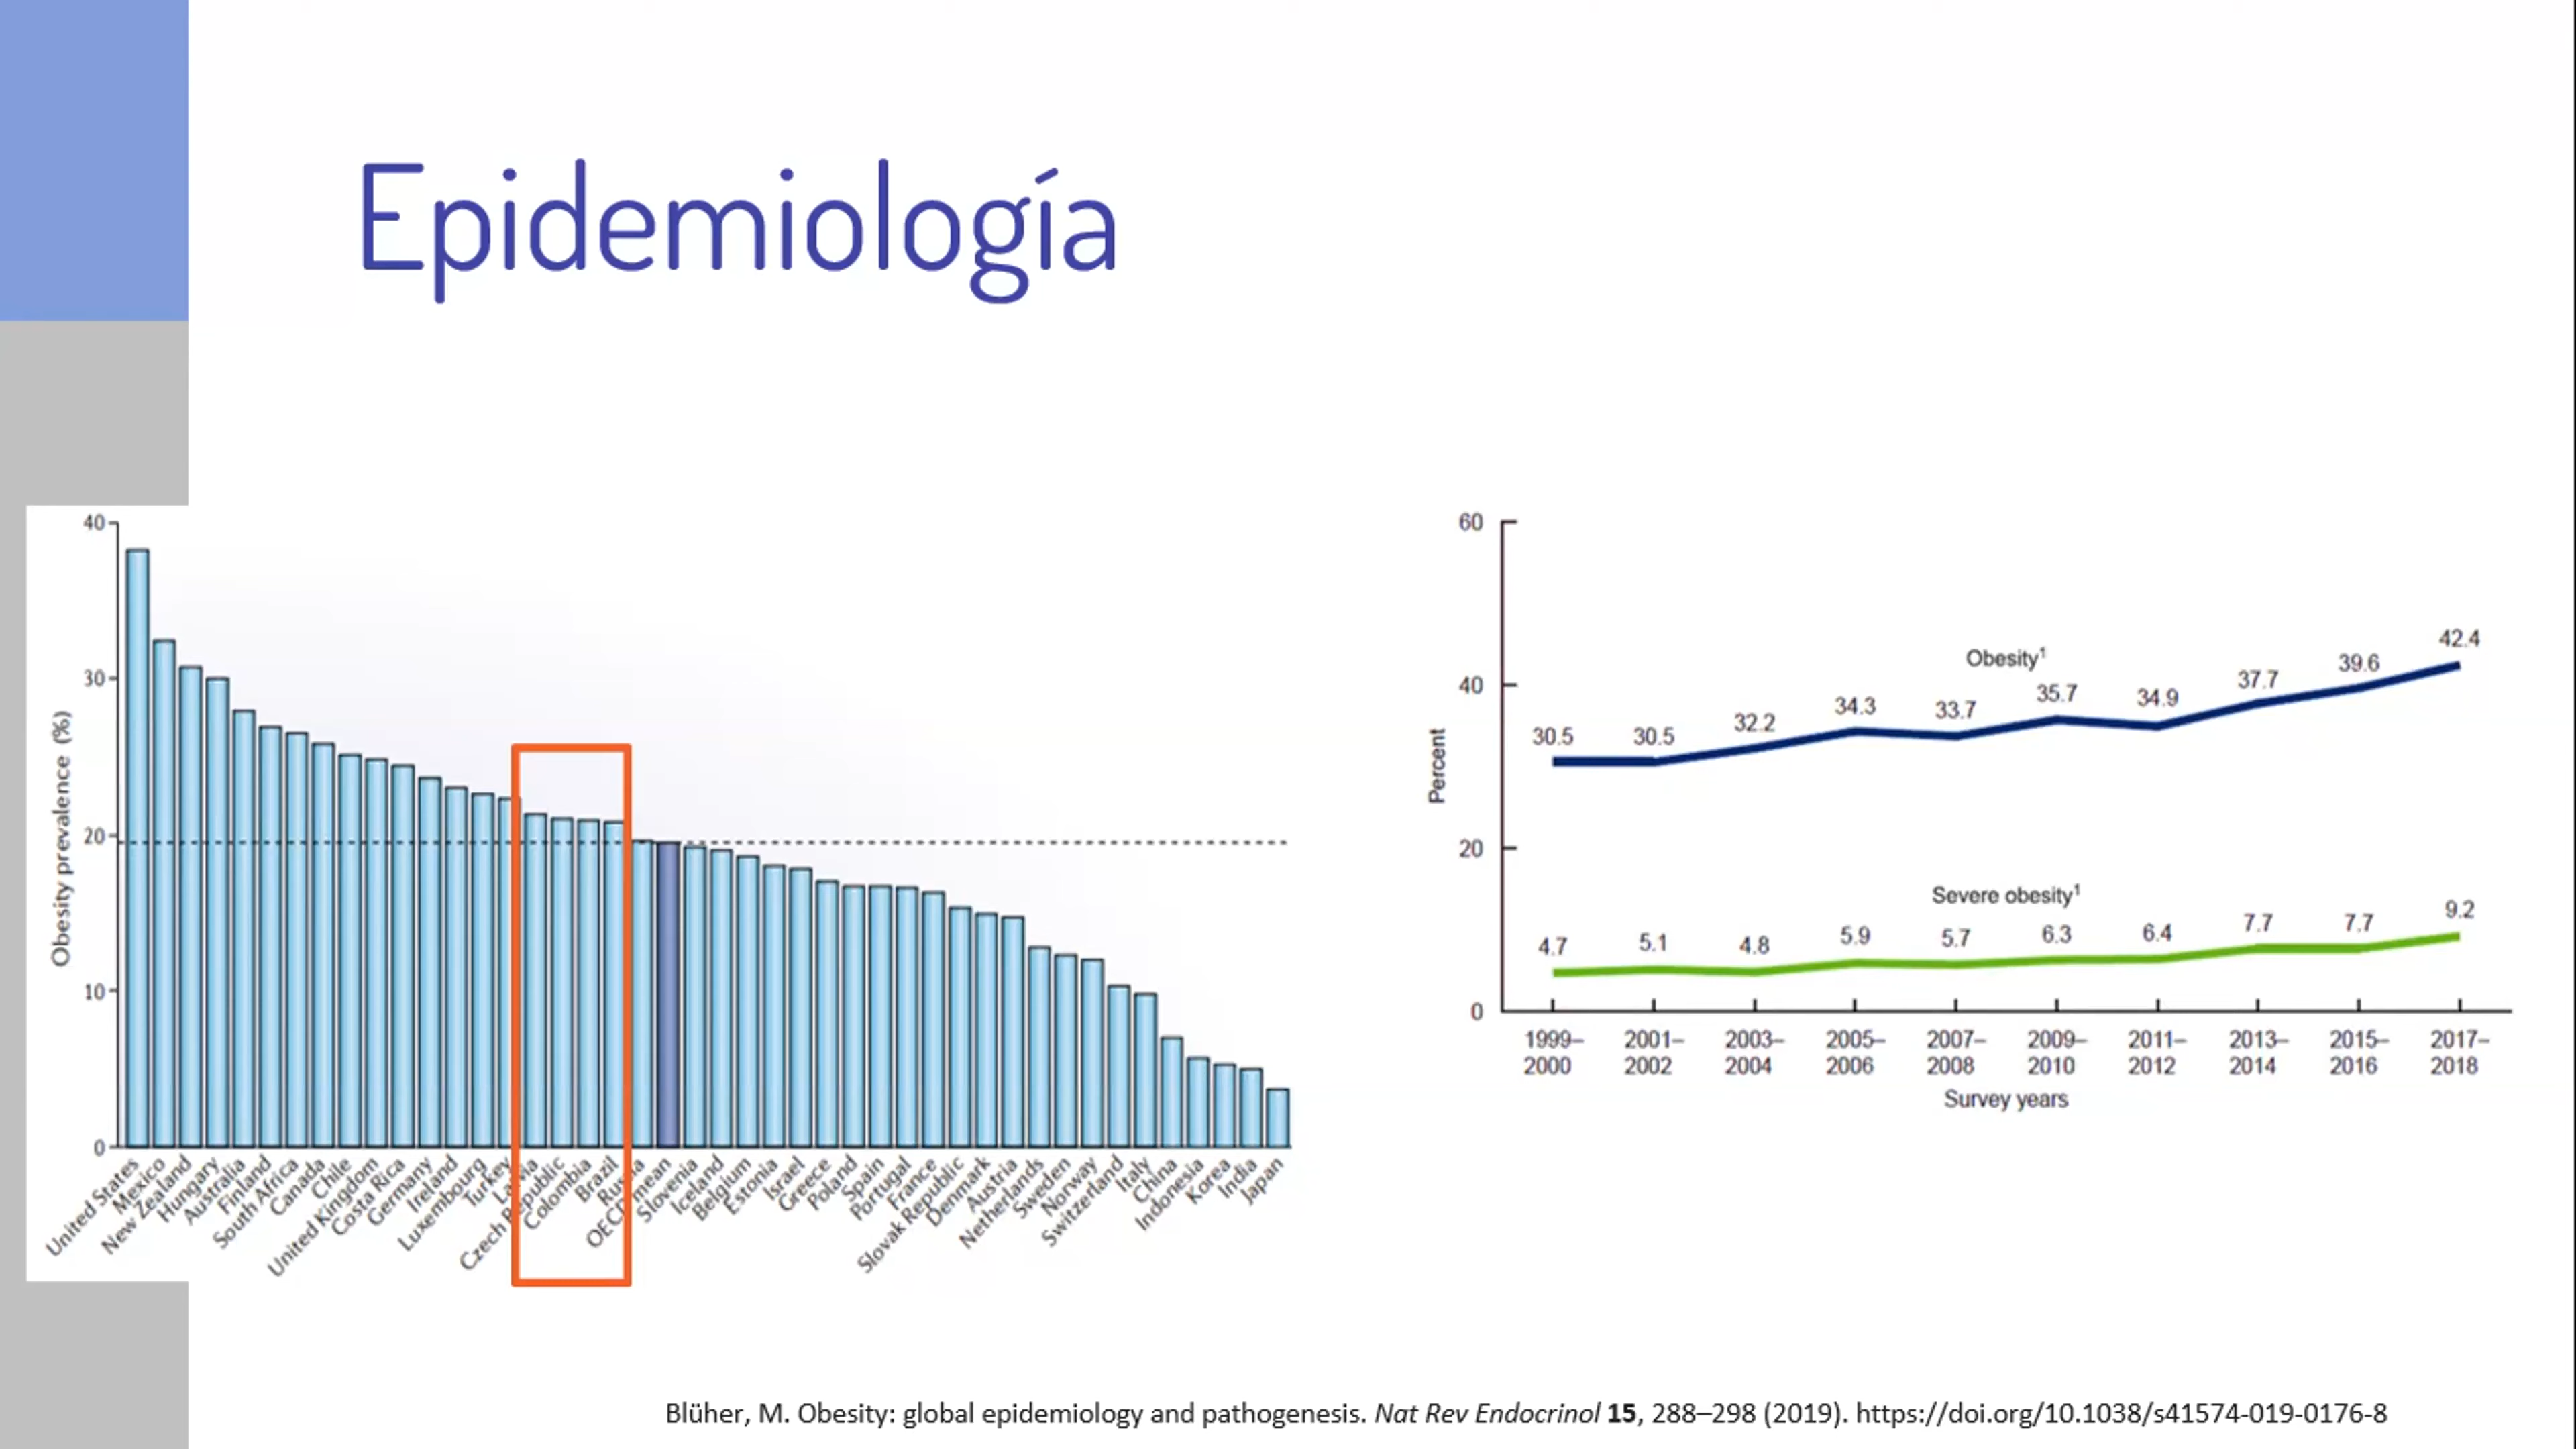 Epidemiología
40
30
20
10
0
Obesity prevalence (%)
United States
Mexico
New Zealand
Hungary
Australia
Finland
South Africa
Canada
Chile
United Kingdom
Costa Rica
Germany
Ireland
Luxembourg
Turkey
Latvia
Czech Republic
Colombia
Brazil
Russia
OECD mean
Slovenia
Iceland
Belgium
Estonia
Israel
Greece
Poland
Spain
Portugal
France
Slovak Republic
Denmark
Austria
Netherlands
Sweden
Norway
Switzerland
Italy
China
Indonesia
Korea
India
Japan
60
40
20
0
Percent
Obesity¹
30.5
30.5
32.2
34.3
33.7
35.7
34.9
37.7
39.6
42.4
Severe obesity¹
4.7
5.1
4.8
5.9
5.7
6.3
6.4
7.7
7.7
9.2
1999–
2000
2001–
2002
2003–
2004
2005–
2006
2007–
2008
2009–
2010
2011–
2012
2013–
2014
2015–
2016
2017–
2018
Survey years
Blüher, M. Obesity: global epidemiology and pathogenesis. Nat Rev Endocrinol 15, 288–298 (2019). https://doi.org/10.1038/s41574-019-0176-8